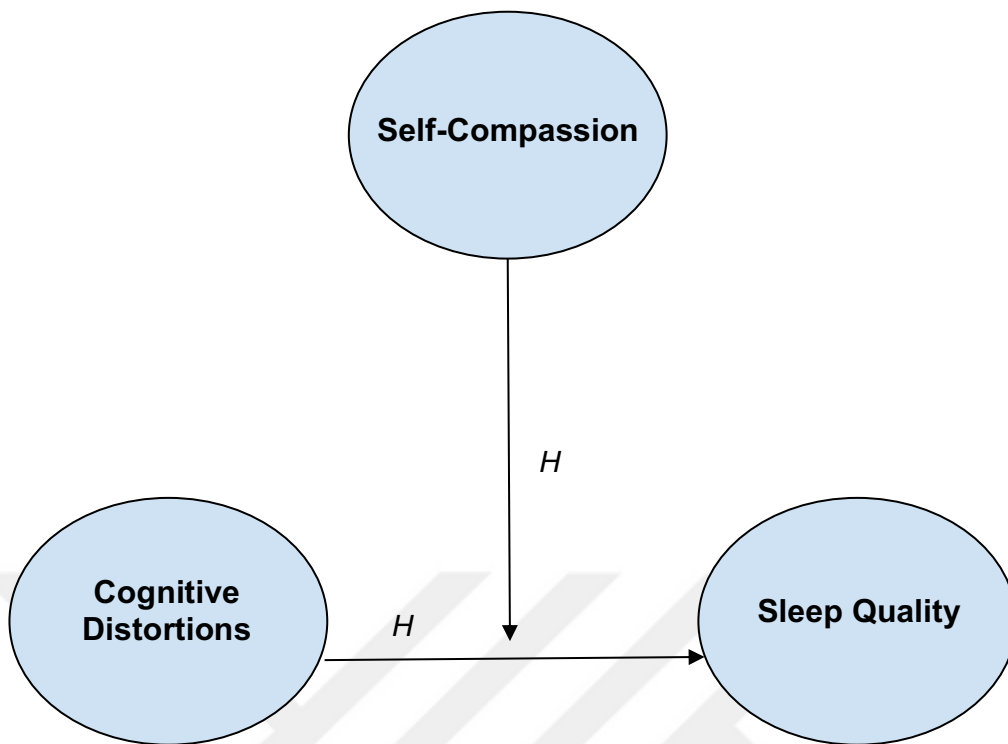 Self-Compassion
H
Cognitive
Distortions
H
Sleep Quality